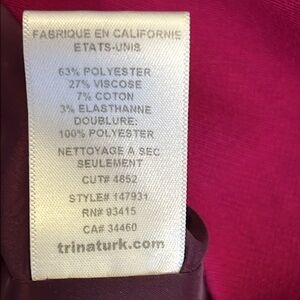 FABRIQUE EN CALIFORNIE
ETATS-UNIS
63% POLYESTER
27% VISCOSE
7% COTON
3% ELASTHANNE
DOUBLURE:
100% POLYESTER
NETTOYAGE A SEC
SEULEMENT
CUT# 4852
STYLE# 147931
RN# 93415
CA# 34460
trinaturk.com